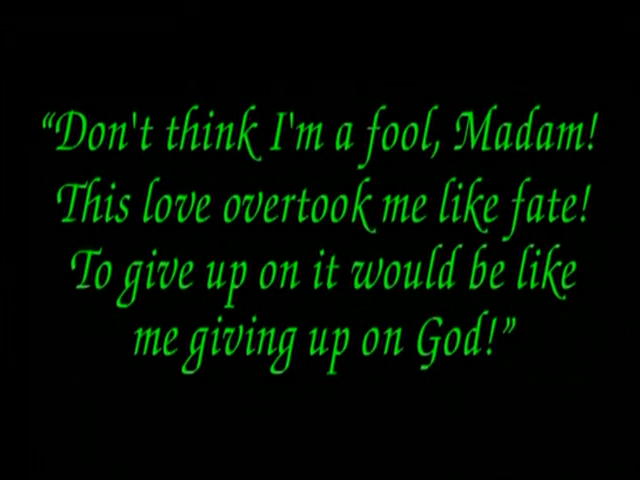 “Don't think I'm a fool, Madam!
This love overtook me like fate!
To give up on it would be like
me giving up on God!”